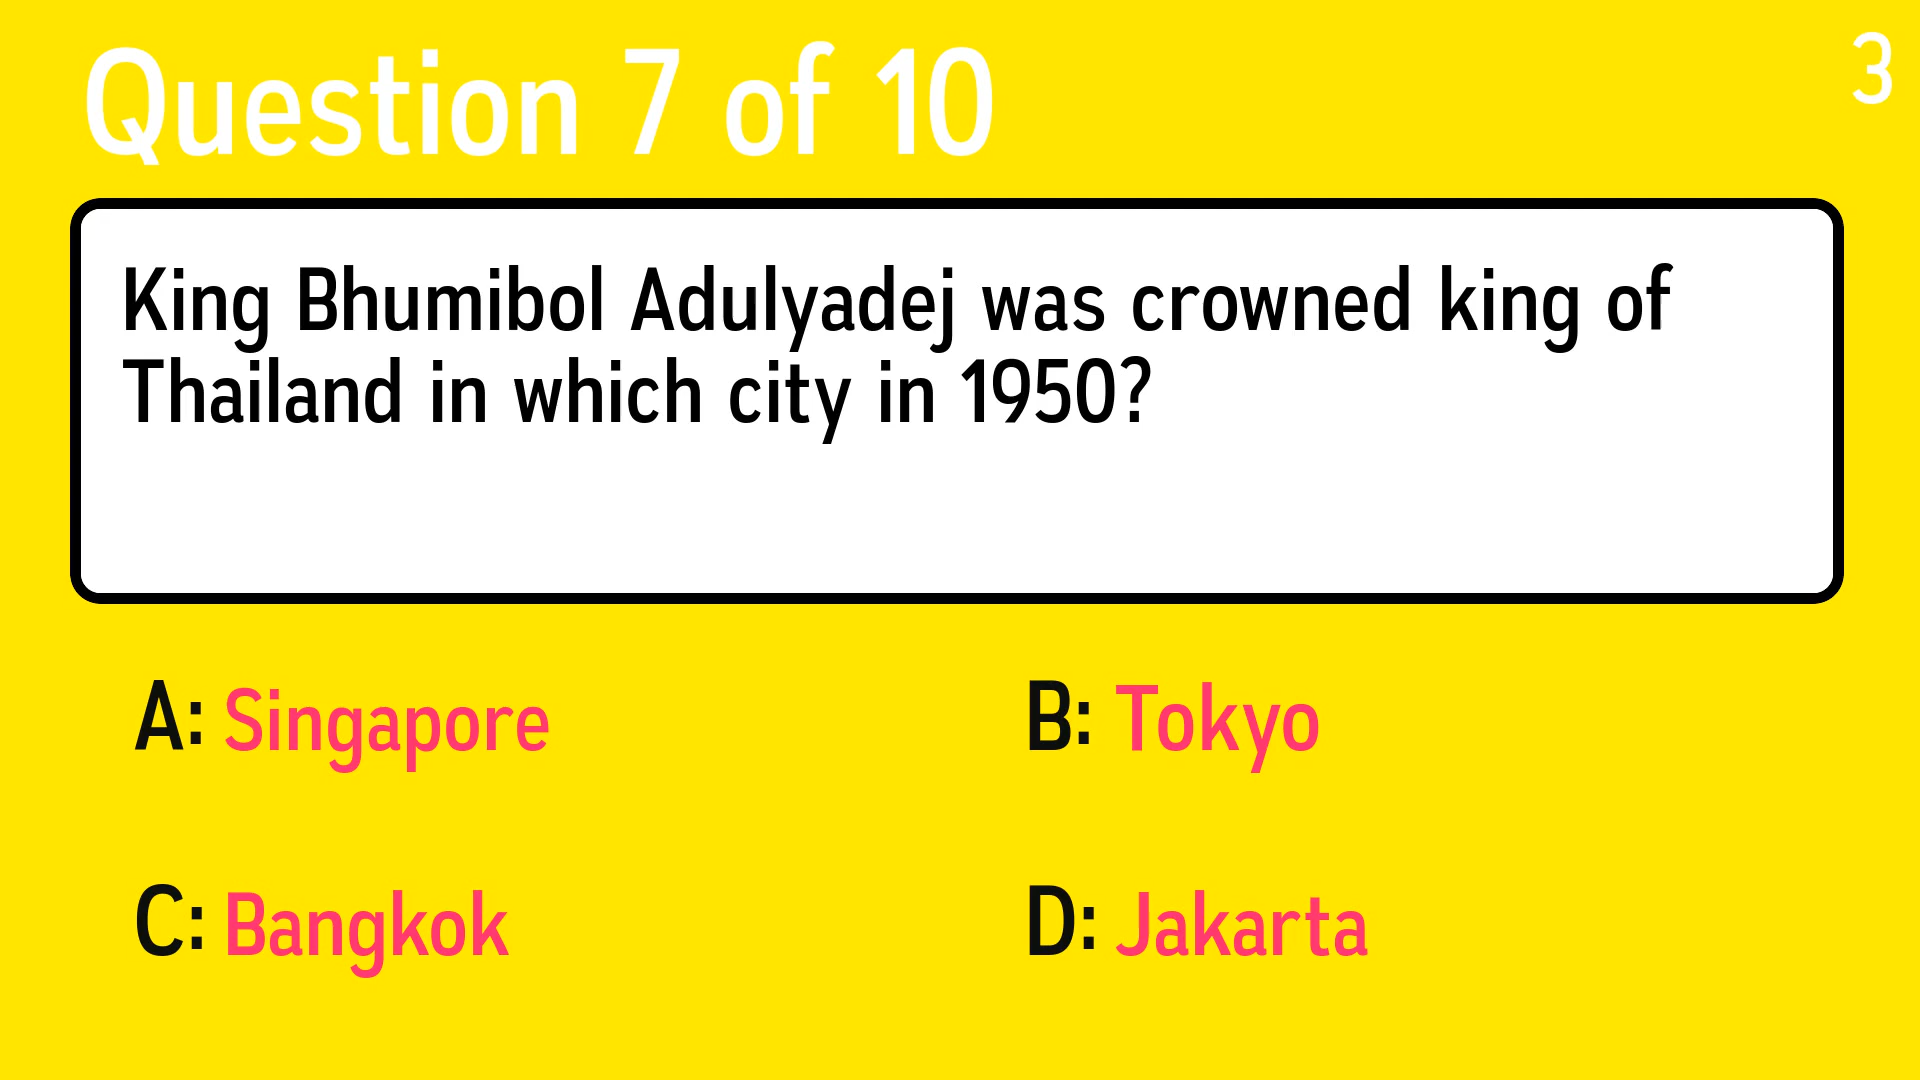 Question 7 of 10
3
King Bhumibol Adulyadej was crowned king of
Thailand in which city in 1950?
A: Singapore
B: Tokyo
C: Bangkok
D: Jakarta